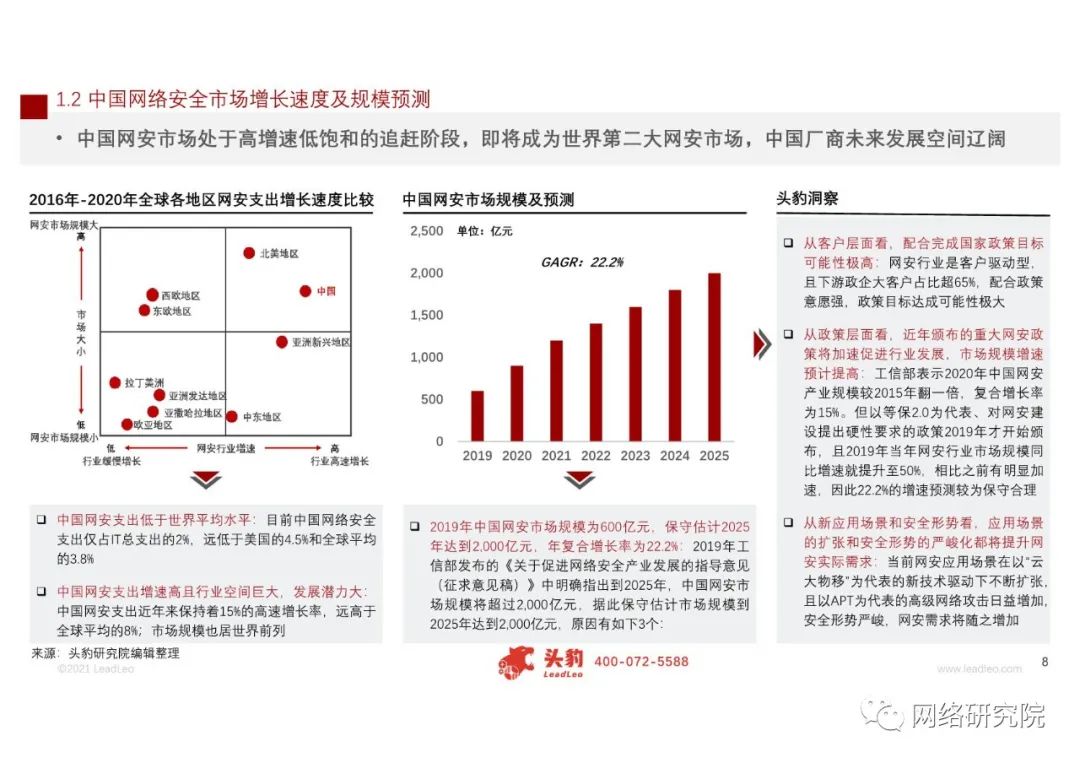 1.2 中国网络安全市场增长速度及规模预测
• 中国网安市场处于高增速低饱和的追赶阶段，即将成为世界第二大网安市场，中国厂商未来发展空间辽阔
2016年-2020年全球各地区网安支出增长速度比较
网安市场规模大
高
市场大小
低
网安市场规模小
北美地区
中国
西欧地区
东欧地区
亚洲新兴地区
拉丁美洲
亚洲发达地区
亚撒哈拉地区
欧亚地区
中东地区
低
网安行业增速
高
行业缓慢增长
行业高速增长
❑ 中国网安支出低于世界平均水平：目前中国网络安全
支出仅占IT总支出的2%，远低于美国的4.5%和全球平均
的3.8%
❑ 中国网安支出增速高且行业空间巨大，发展潜力大：
中国网安支出近年来保持着15%的高速增长率，远高于
全球平均的8%；市场规模也居世界前列
来源：头豹研究院编辑整理
©2021 LeadLeo
中国网安市场规模及预测
单位：亿元
GAGR：22.2%
2,500
2,000
1,500
1,000
500
0
2019 2020 2021 2022 2023 2024 2025
❑ 2019年中国网安市场规模为600亿元，保守估计2025
年达到2,000亿元，年复合增长率为22.2%：2019年工
信部发布的《关于促进网络安全产业发展的指导意见
（征求意见稿）》中明确指出到2025年，中国网安市
场规模将超过2,000亿元，据此保守估计市场规模到
2025年达到2,000亿元，原因有如下3个：
头豹
LeadLeo
400-072-5588
头豹洞察
❑ 从客户层面看，配合完成国家政策目标
可能性极高：网安行业是客户驱动型，
且下游政企大客户占比超65%，配合政策
意愿强，政策目标达成可能性极大
❑ 从政策层面看，近年颁布的重大网安政
策将加速促进行业发展，市场规模增速
预计提高：工信部表示2020年中国网安
产业规模较2015年翻一倍，复合增长率
为15%。但以等保2.0为代表、对网安建
设提出硬性要求的政策2019年才开始颁
布，且2019年当年网安行业市场规模同
比增速就提升至50%，相比之前有明显加
速，因此22.2%的增速预测较为保守合理
❑ 从新应用场景和安全形势看，应用场景
的扩张和安全形势的严峻化都将提升网
安实际需求：当前网安应用场景在以“云
大物移”为代表的新技术驱动下不断扩张，
且以APT为代表的高级网络攻击日益增加，
安全形势严峻，网安需求将随之增加
www.leadleo.com
8
网络研究院